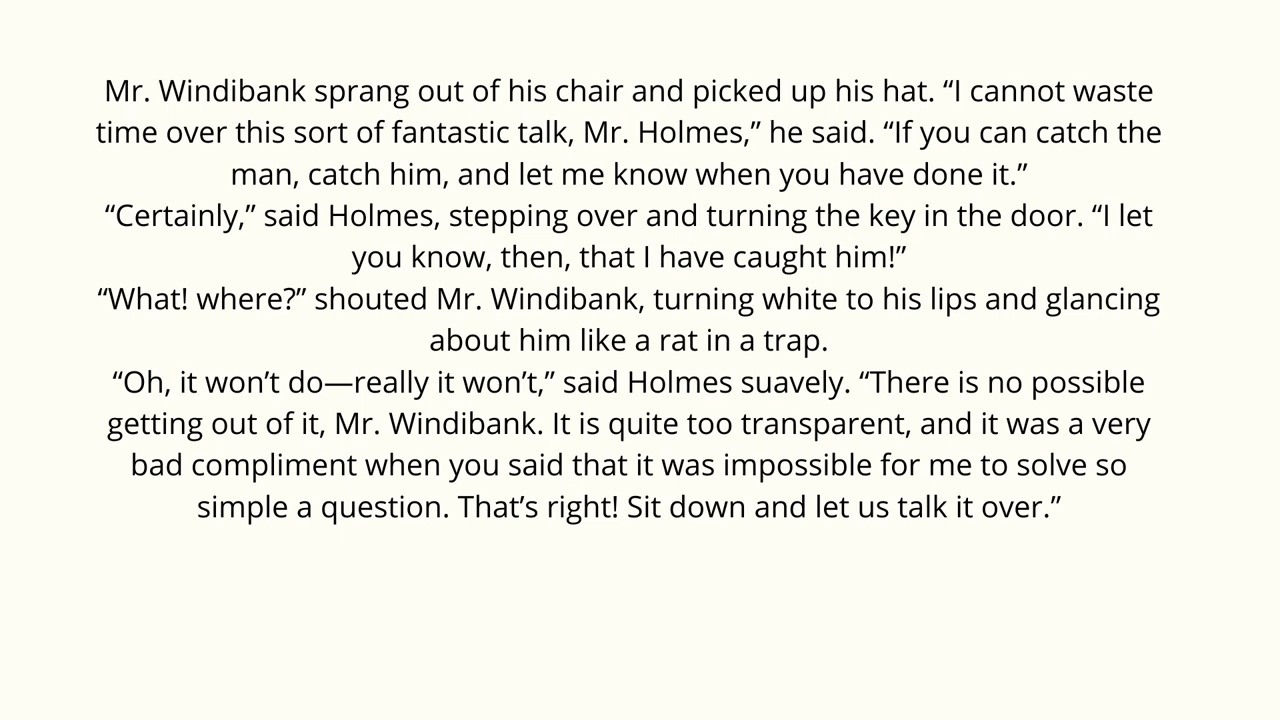 Mr. Windibank sprang out of his chair and picked up his hat. “I cannot waste
time over this sort of fantastic talk, Mr. Holmes,” he said. “If you can catch the
man, catch him, and let me know when you have done it.”
“Certainly,” said Holmes, stepping over and turning the key in the door. “I let
you know, then, that I have caught him!”
“What! where?” shouted Mr. Windibank, turning white to his lips and glancing
about him like a rat in a trap.
“Oh, it won’t do—really it won’t,” said Holmes suavely. “There is no possible
getting out of it, Mr. Windibank. It is quite too transparent, and it was a very
bad compliment when you said that it was impossible for me to solve so
simple a question. That’s right! Sit down and let us talk it over.”